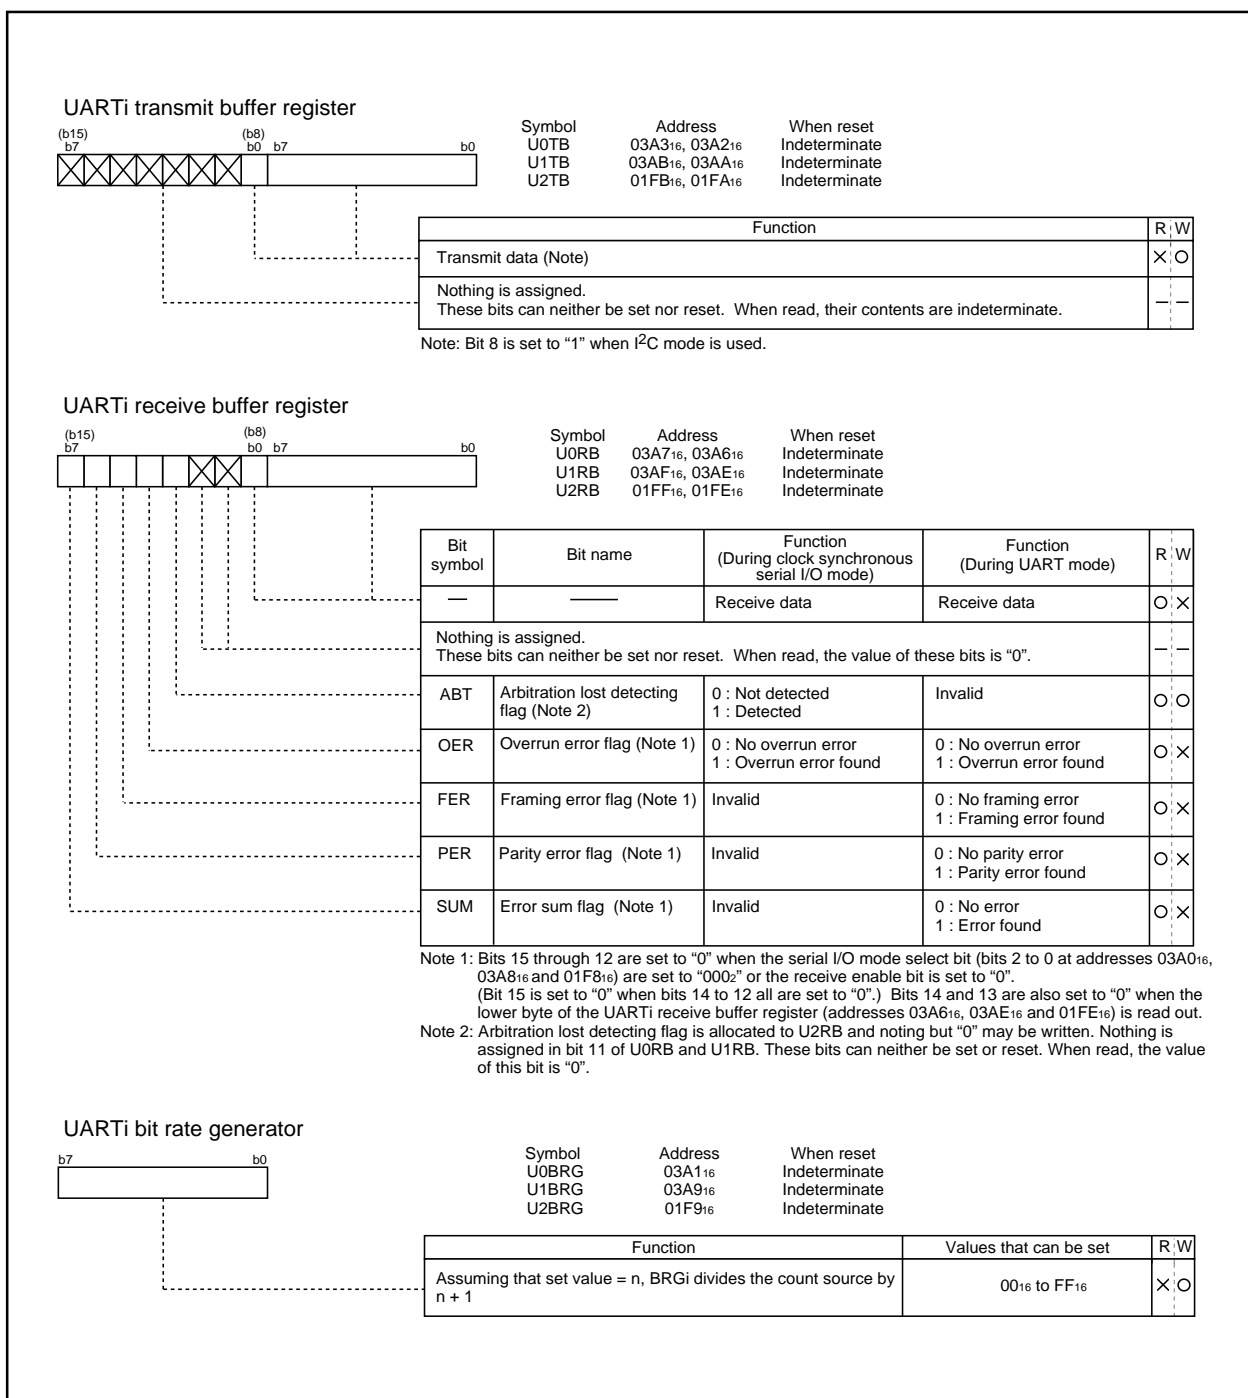 UARTi transmit buffer register
(b15) (b8)
b7 b0 b7 b0
Symbol Address When reset
U0TB 03A3₁₆, 03A2₁₆ Indeterminate
U1TB 03AB₁₆, 03AA₁₆ Indeterminate
U2TB 01FB₁₆, 01FA₁₆ Indeterminate
Function R W
Transmit data (Note) X O
Nothing is assigned.
These bits can neither be set nor reset. When read, their contents are indeterminate. — —
Note: Bit 8 is set to “1” when I²C mode is used.
UARTi receive buffer register
(b15) (b8)
b7 b0 b7 b0
Symbol Address When reset
U0RB 03A7₁₆, 03A6₁₆ Indeterminate
U1RB 03AF₁₆, 03AE₁₆ Indeterminate
U2RB 01FF₁₆, 01FE₁₆ Indeterminate
Bit symbol Bit name Function (During clock synchronous serial I/O mode) Function (During UART mode) R W
— — Receive data Receive data O X
Nothing is assigned.
These bits can neither be set nor reset. When read, the value of these bits is “0”. — —
ABT Arbitration lost detecting flag (Note 2) 0 : Not detected 1 : Detected Invalid O O
OER Overrun error flag (Note 1) 0 : No overrun error 1 : Overrun error found 0 : No overrun error 1 : Overrun error found O X
FER Framing error flag (Note 1) Invalid 0 : No framing error 1 : Framing error found O X
PER Parity error flag (Note 1) Invalid 0 : No parity error 1 : Parity error found O X
SUM Error sum flag (Note 1) Invalid 0 : No error 1 : Error found O X
Note 1: Bits 15 through 12 are set to “0” when the serial I/O mode select bit (bits 2 to 0 at addresses 03A0₁₆,
03A8₁₆ and 01F8₁₆) are set to “000₂” or the receive enable bit is set to “0”.
(Bit 15 is set to “0” when bits 14 to 12 all are set to “0”.) Bits 14 and 13 are also set to “0” when the
lower byte of the UARTi receive buffer register (addresses 03A6₁₆, 03AE₁₆ and 01FE₁₆) is read out.
Note 2: Arbitration lost detecting flag is allocated to U2RB and noting but “0” may be written. Nothing is
assigned in bit 11 of U0RB and U1RB. These bits can neither be set or reset. When read, the value
of this bit is “0”.
UARTi bit rate generator
b7 b0
Symbol Address When reset
U0BRG 03A1₁₆ Indeterminate
U1BRG 03A9₁₆ Indeterminate
U2BRG 01F9₁₆ Indeterminate
Function Values that can be set R W
Assuming that set value = n, BRGi divides the count source by
n + 1 00₁₆ to FF₁₆ X O